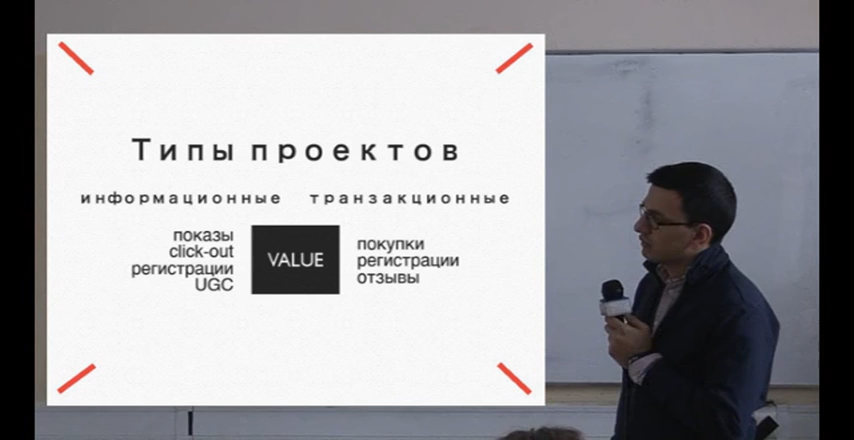 Типы проектов
информационные транзакционные
показы
click-out
регистрации
UGC
VALUE
покупки
регистрации
отзывы